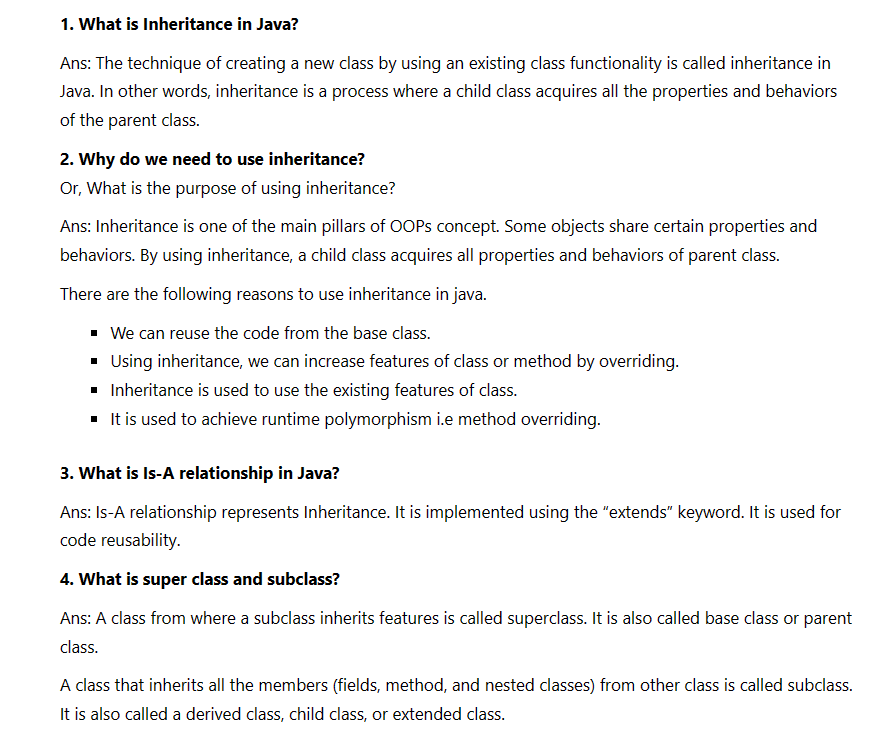 1. What is Inheritance in Java?
Ans: The technique of creating a new class by using an existing class functionality is called inheritance in
Java. In other words, inheritance is a process where a child class acquires all the properties and behaviors
of the parent class.
2. Why do we need to use inheritance?
Or, What is the purpose of using inheritance?
Ans: Inheritance is one of the main pillars of OOPs concept. Some objects share certain properties and
behaviors. By using inheritance, a child class acquires all properties and behaviors of parent class.
There are the following reasons to use inheritance in java.
▪ We can reuse the code from the base class.
▪ Using inheritance, we can increase features of class or method by overriding.
▪ Inheritance is used to use the existing features of class.
▪ It is used to achieve runtime polymorphism i.e method overriding.
3. What is Is-A relationship in Java?
Ans: Is-A relationship represents Inheritance. It is implemented using the “extends” keyword. It is used for
code reusability.
4. What is super class and subclass?
Ans: A class from where a subclass inherits features is called superclass. It is also called base class or parent
class.
A class that inherits all the members (fields, method, and nested classes) from other class is called subclass.
It is also called a derived class, child class, or extended class.